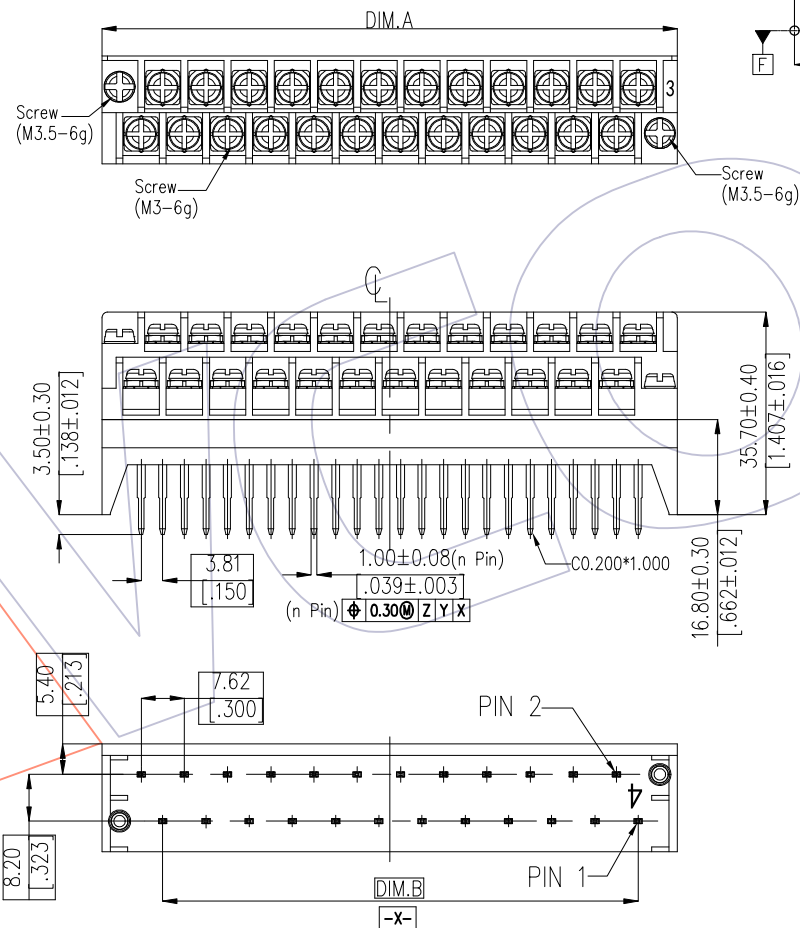 DIM.A
F
3
Screw
(M3.5-6g)
Screw
(M3-6g)
Screw
(M3.5-6g)
℄
3.50±0.30
[.138±.012]
35.70±0.40
[1.407±.016]
16.80±0.30
[.662±.012]
3.81
[.150]
1.00±0.08(n Pin)
[.039±.003]
(n Pin) ⌖ 0.30Ⓜ Z Y X
C0.200*1.000
5.40
[.213]
7.62
[.300]
PIN 2
4
8.20
[.323]
PIN 1
DIM.B
-X-